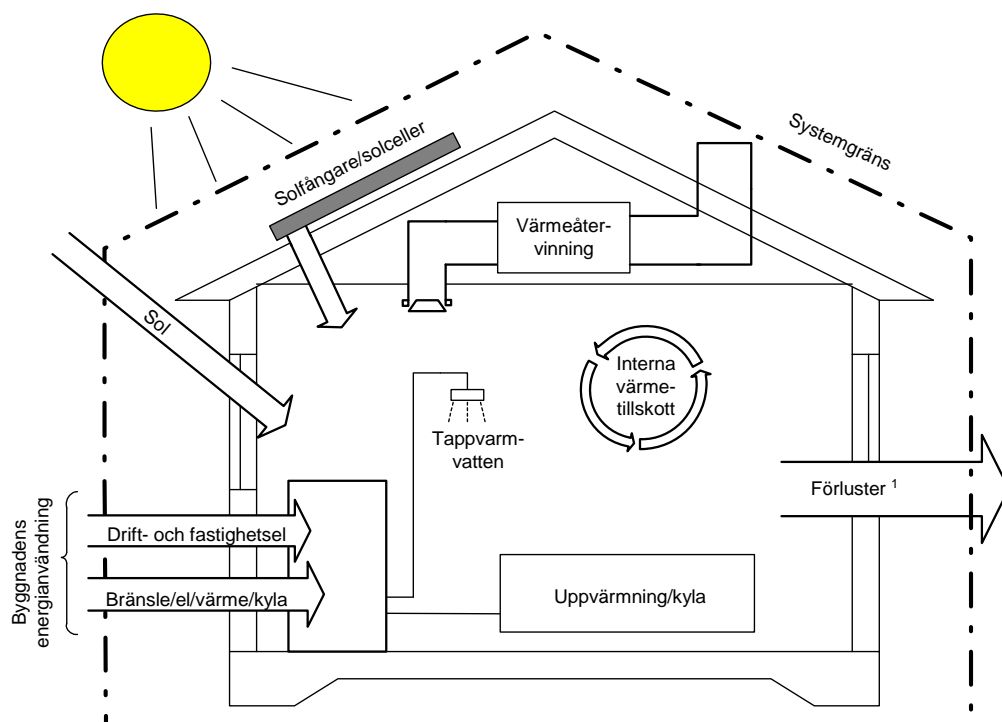 Systemgräns
Solfångare/solceller
Värmeåter-
vinning
Sol
Interna
värme-
tillskott
Tappvarm-
vatten
Förluster 1
Byggnadens
energianvändning
Drift- och fastighetsel
Bränsle/el/värme/kyla
Uppvärmning/kyla